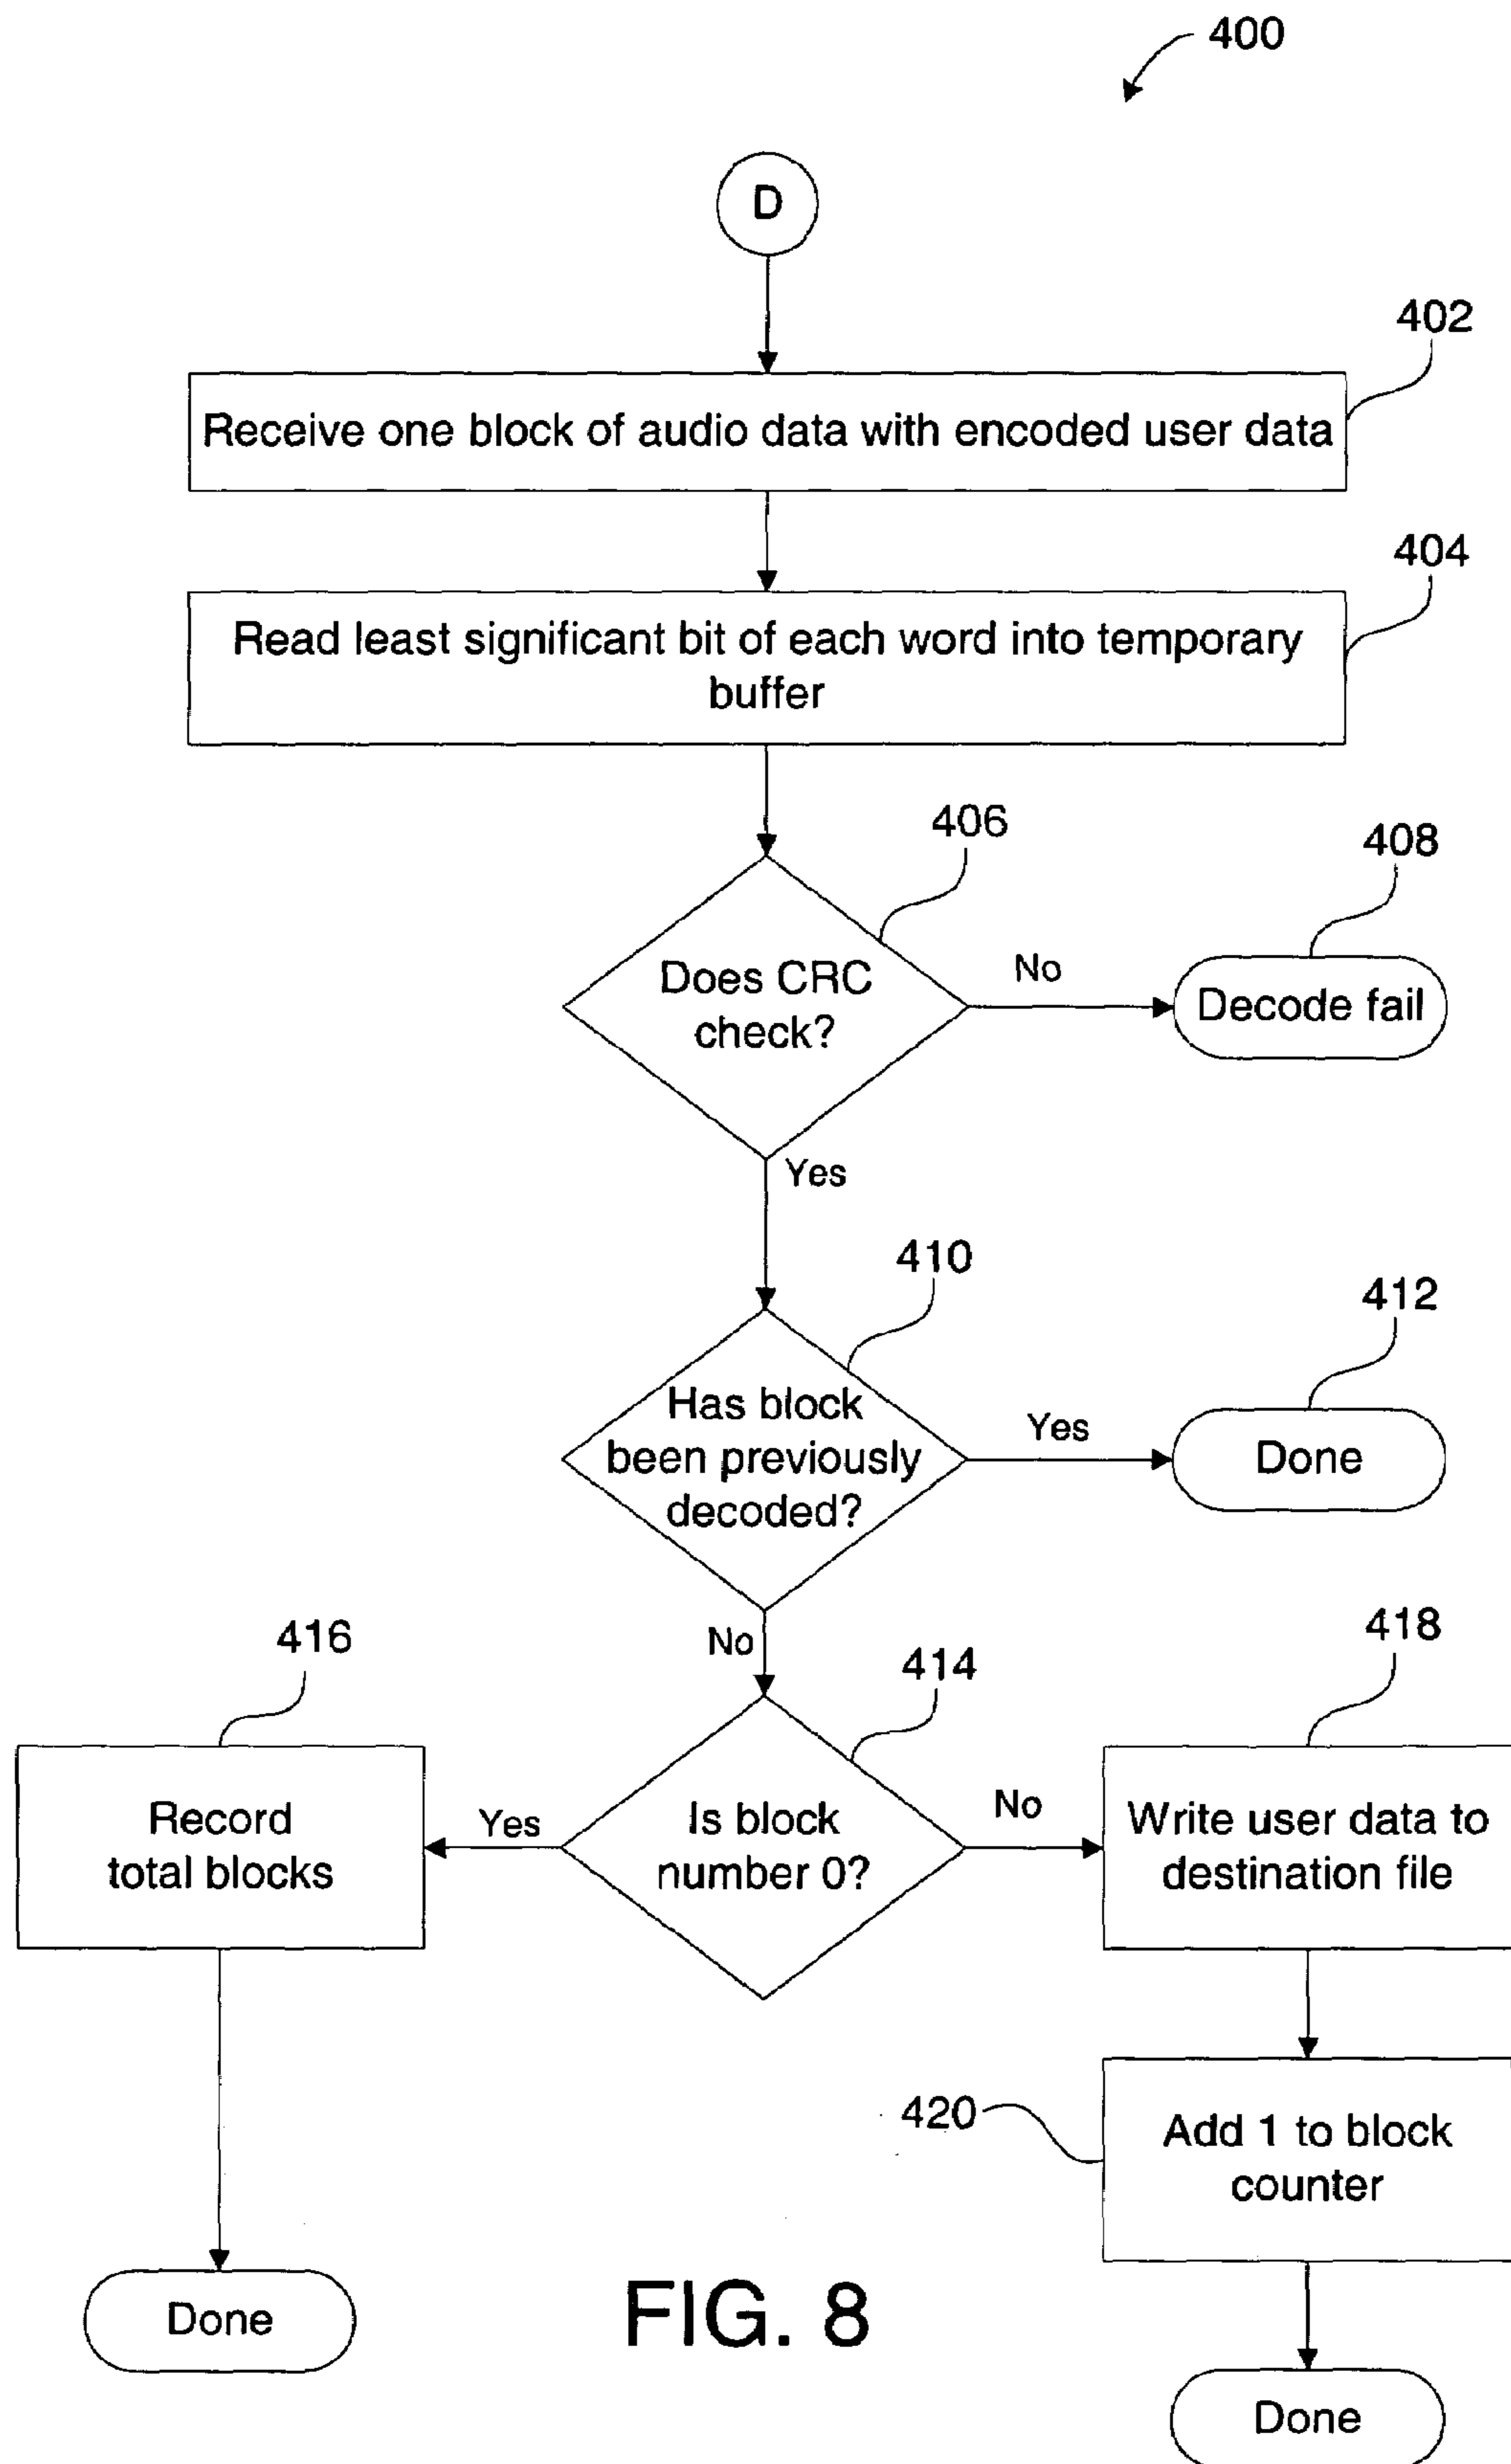 400
D
402
Receive one block of audio data with encoded user data
404
Read least significant bit of each word into temporary
buffer
406
408
Does CRC
check?
No
Decode fail
Yes
410
412
Has block
been previously
decoded?
Yes
Done
No
416
414
418
Record
total blocks
Yes
Is block
number 0?
No
Write user data to
destination file
420
Add 1 to block
counter
Done
FIG. 8
Done